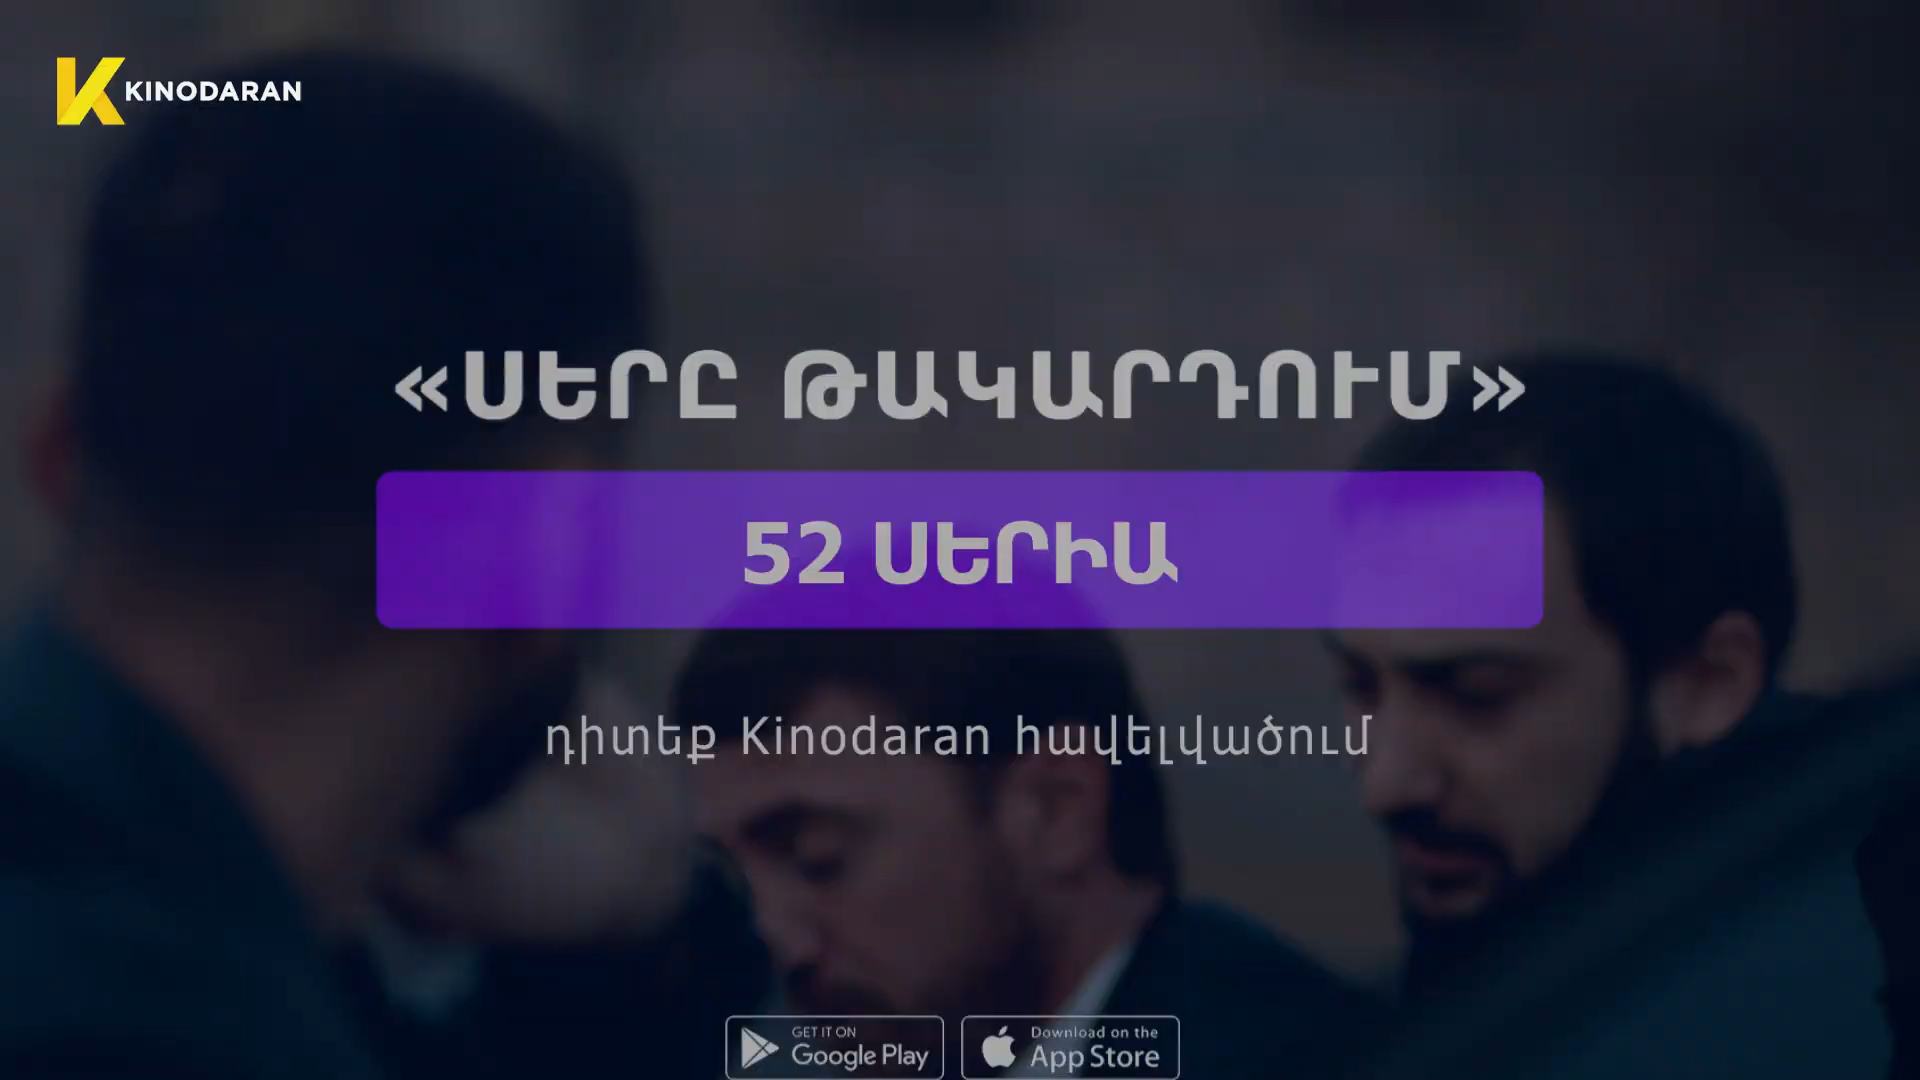 KINODARAN
«ՍԵՐԸ ԹԱԿԱՐԴՈՒՄ»
52 ՍԵՐԻԱ
դիտեք Kinodaran հավելվածում
GET IT ON
Google Play
Download on the
App Store